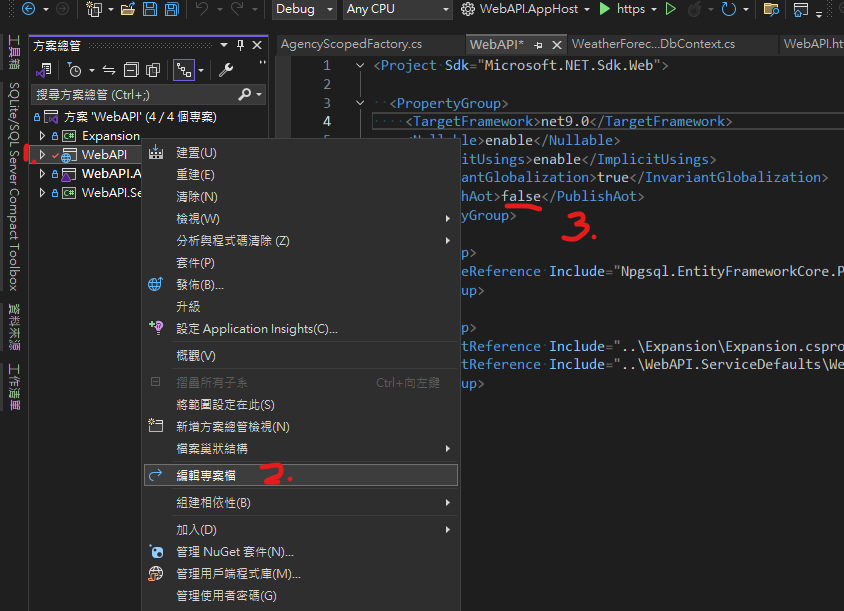 Debug
Any CPU
WebAPI.AppHost
https
工具箱
SQLite/SQL Server Compact Toolbox
資料來源
工作清單
方案總管
搜尋方案總管 (Ctrl+;)
方案 'WebAPI' (4 / 4 個專案)
Expansion
1.
WebAPI
WebAPI.A
WebAPI.Se
AgencyScopedFactory.cs
WebAPI*
WeatherForec...DbContext.cs
WebAPI.ht
1 <Project Sdk="Microsoft.NET.Sdk.Web">
2
3 <PropertyGroup>
4 <TargetFramework>net9.0</TargetFramework>
5 <Nullable>enable</Nullable>
citUsings>enable</ImplicitUsings>
iantGlobalization>true</InvariantGlobalization>
hAot>false</PublishAot>
yGroup>
3.
p>
eReference Include="Npgsql.EntityFrameworkCore.P
up>
p>
tReference Include="..\Expansion\Expansion.cspro
tReference Include="..\WebAPI.ServiceDefaults\We
up>
建置(U)
重建(E)
清除(N)
檢視(W)
分析與程式碼清除 (Z)
套件(P)
發佈(B)...
升級
設定 Application Insights(C)...
概觀(V)
摺疊所有子系 Ctrl+向左鍵
將範圍設定在此(S)
新增方案總管檢視(N)
檔案巢狀結構
編輯專案檔
2.
組建相依性(B)
加入(D)
管理 NuGet 套件(N)...
管理用戶端程式庫(M)...
管理使用者密碼(G)